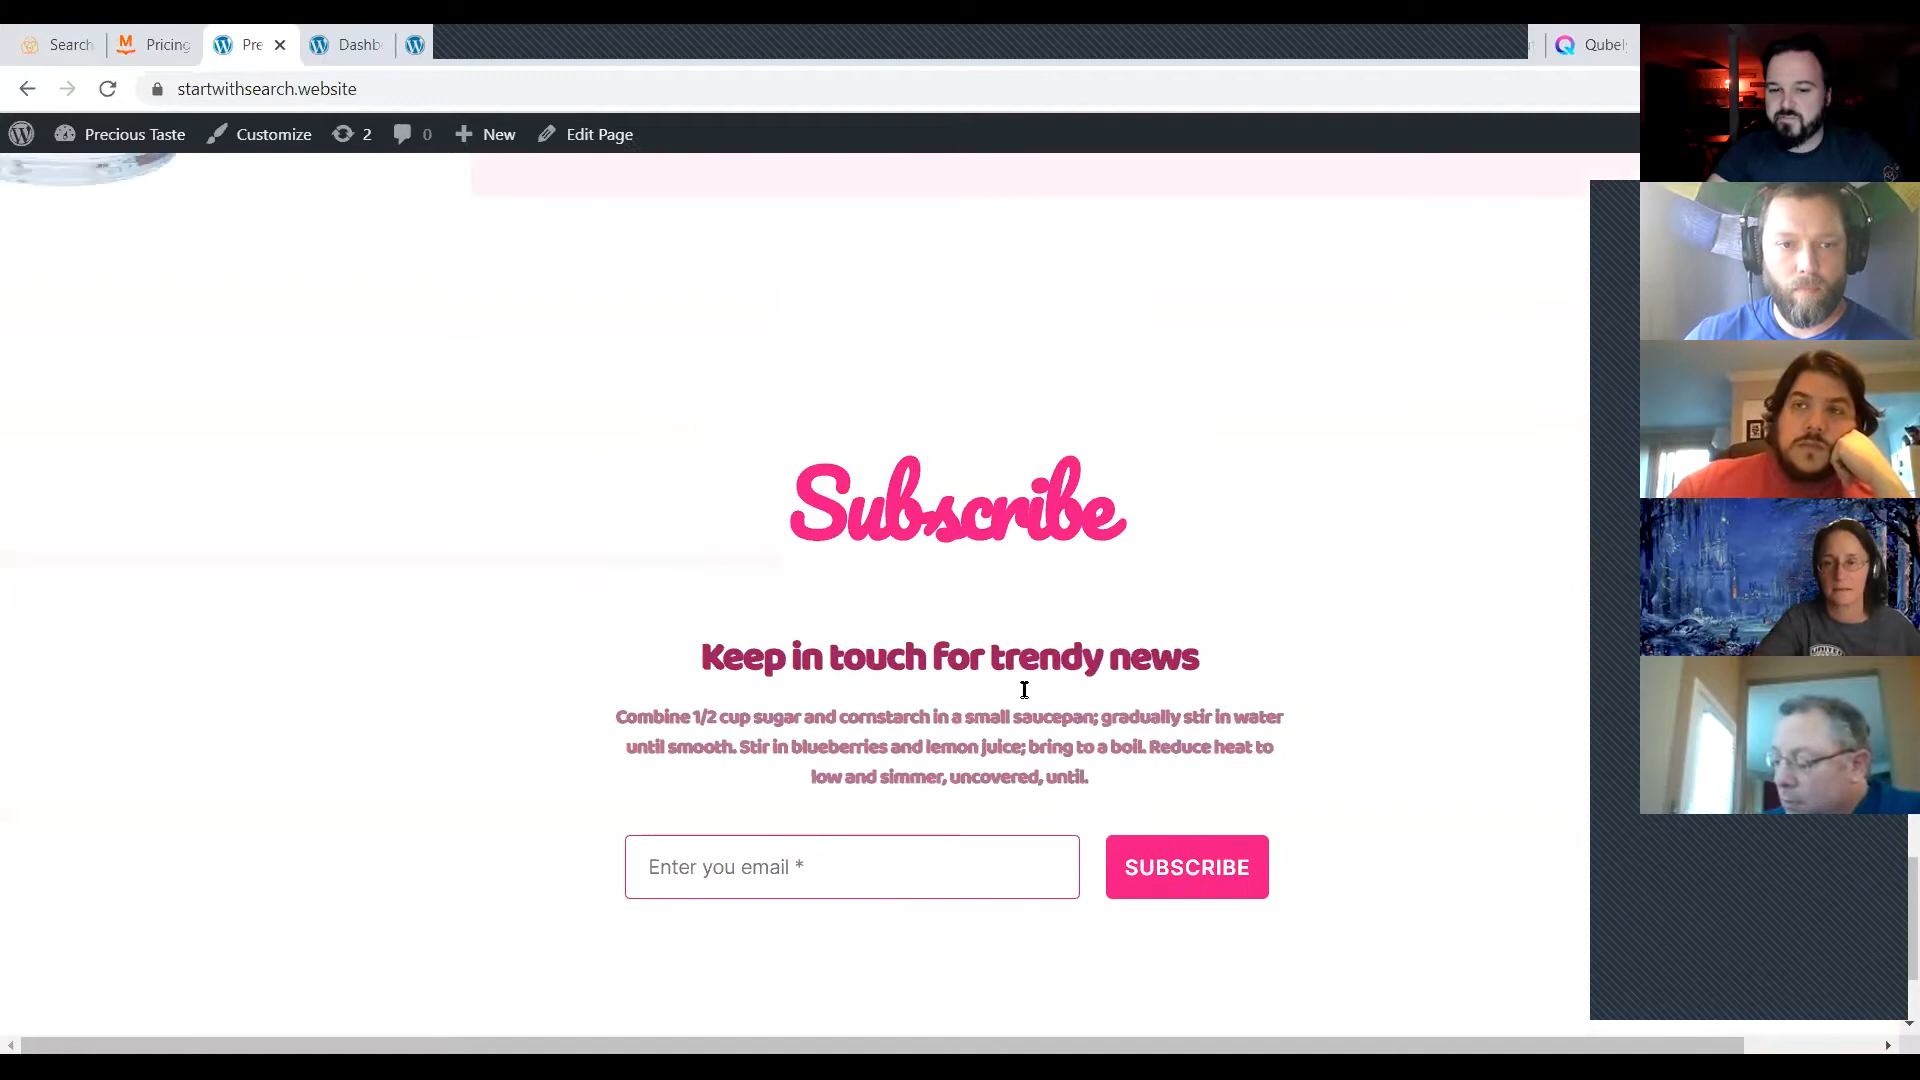 Search
Pricing
Pre
Dashb
Qubel
startwithsearch.website
Precious Taste
Customize
2
0
New
Edit Page
Subscribe
Keep in touch for trendy news
Combine 1/2 cup sugar and cornstarch in a small saucepan; gradually stir in water
until smooth. Stir in blueberries and lemon juice; bring to a boil. Reduce heat to
low and simmer, uncovered, until.
Enter you email *
SUBSCRIBE